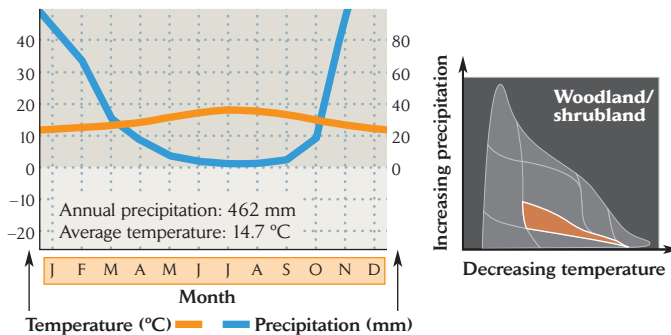 40
30
20
10
0
−10
−20
80
60
40
20
0
Annual precipitation: 462 mm
Average temperature: 14.7 ºC
J F M A M J J A S O N D
Month
Temperature (ºC)
Precipitation (mm)
Woodland/
shrubland
Increasing precipitation
Decreasing temperature